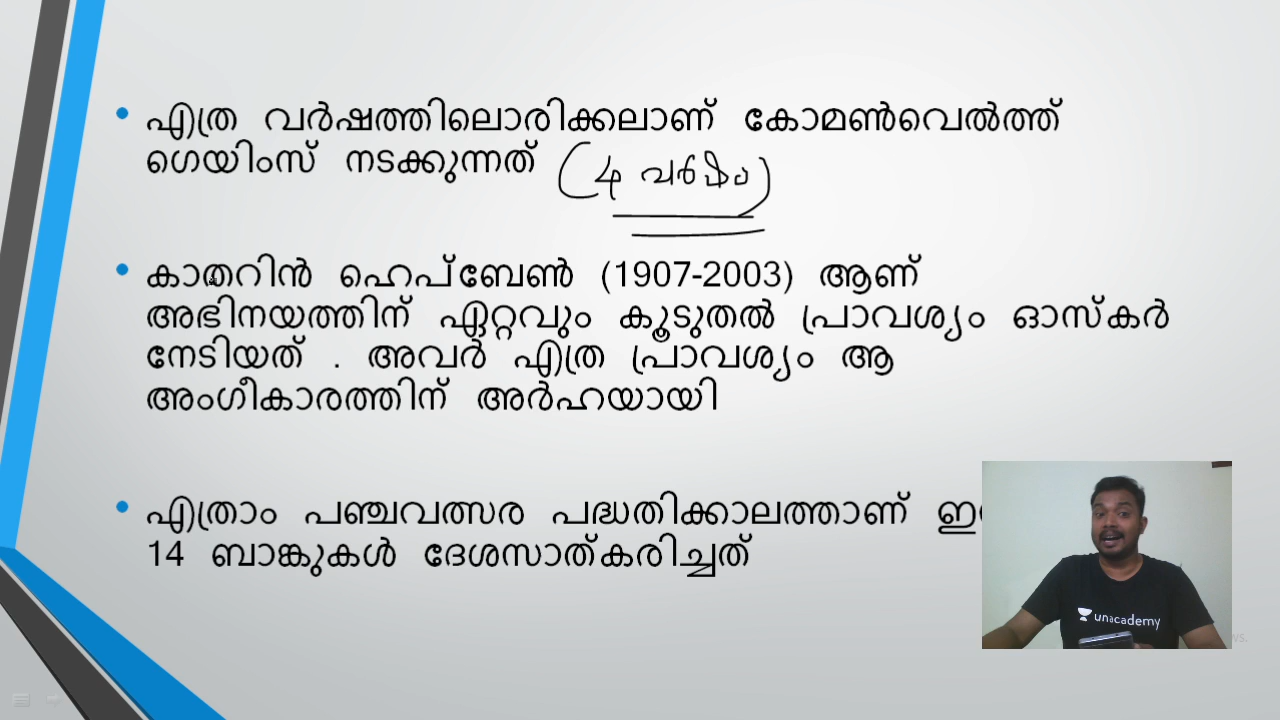 എത്ര വർഷത്തിലൊരിക്കലാണ് കോമൺവെൽത്ത്
ഗെയിംസ് നടക്കുന്നത് (4 വർഷം)
കാതറിൻ ഹെപ്ബേൺ (1907-2003) ആണ്
അഭിനയത്തിന് ഏറ്റവും കൂടുതൽ പ്രാവശ്യം ഓസ്കർ
നേടിയത് . അവർ എത്ര പ്രാവശ്യം ആ
അംഗീകാരത്തിന് അർഹയായി
എത്രാം പഞ്ചവത്സര പദ്ധതിക്കാലത്താണ്
14 ബാങ്കുകൾ ദേശസാത്കരിച്ചത്
unacademy